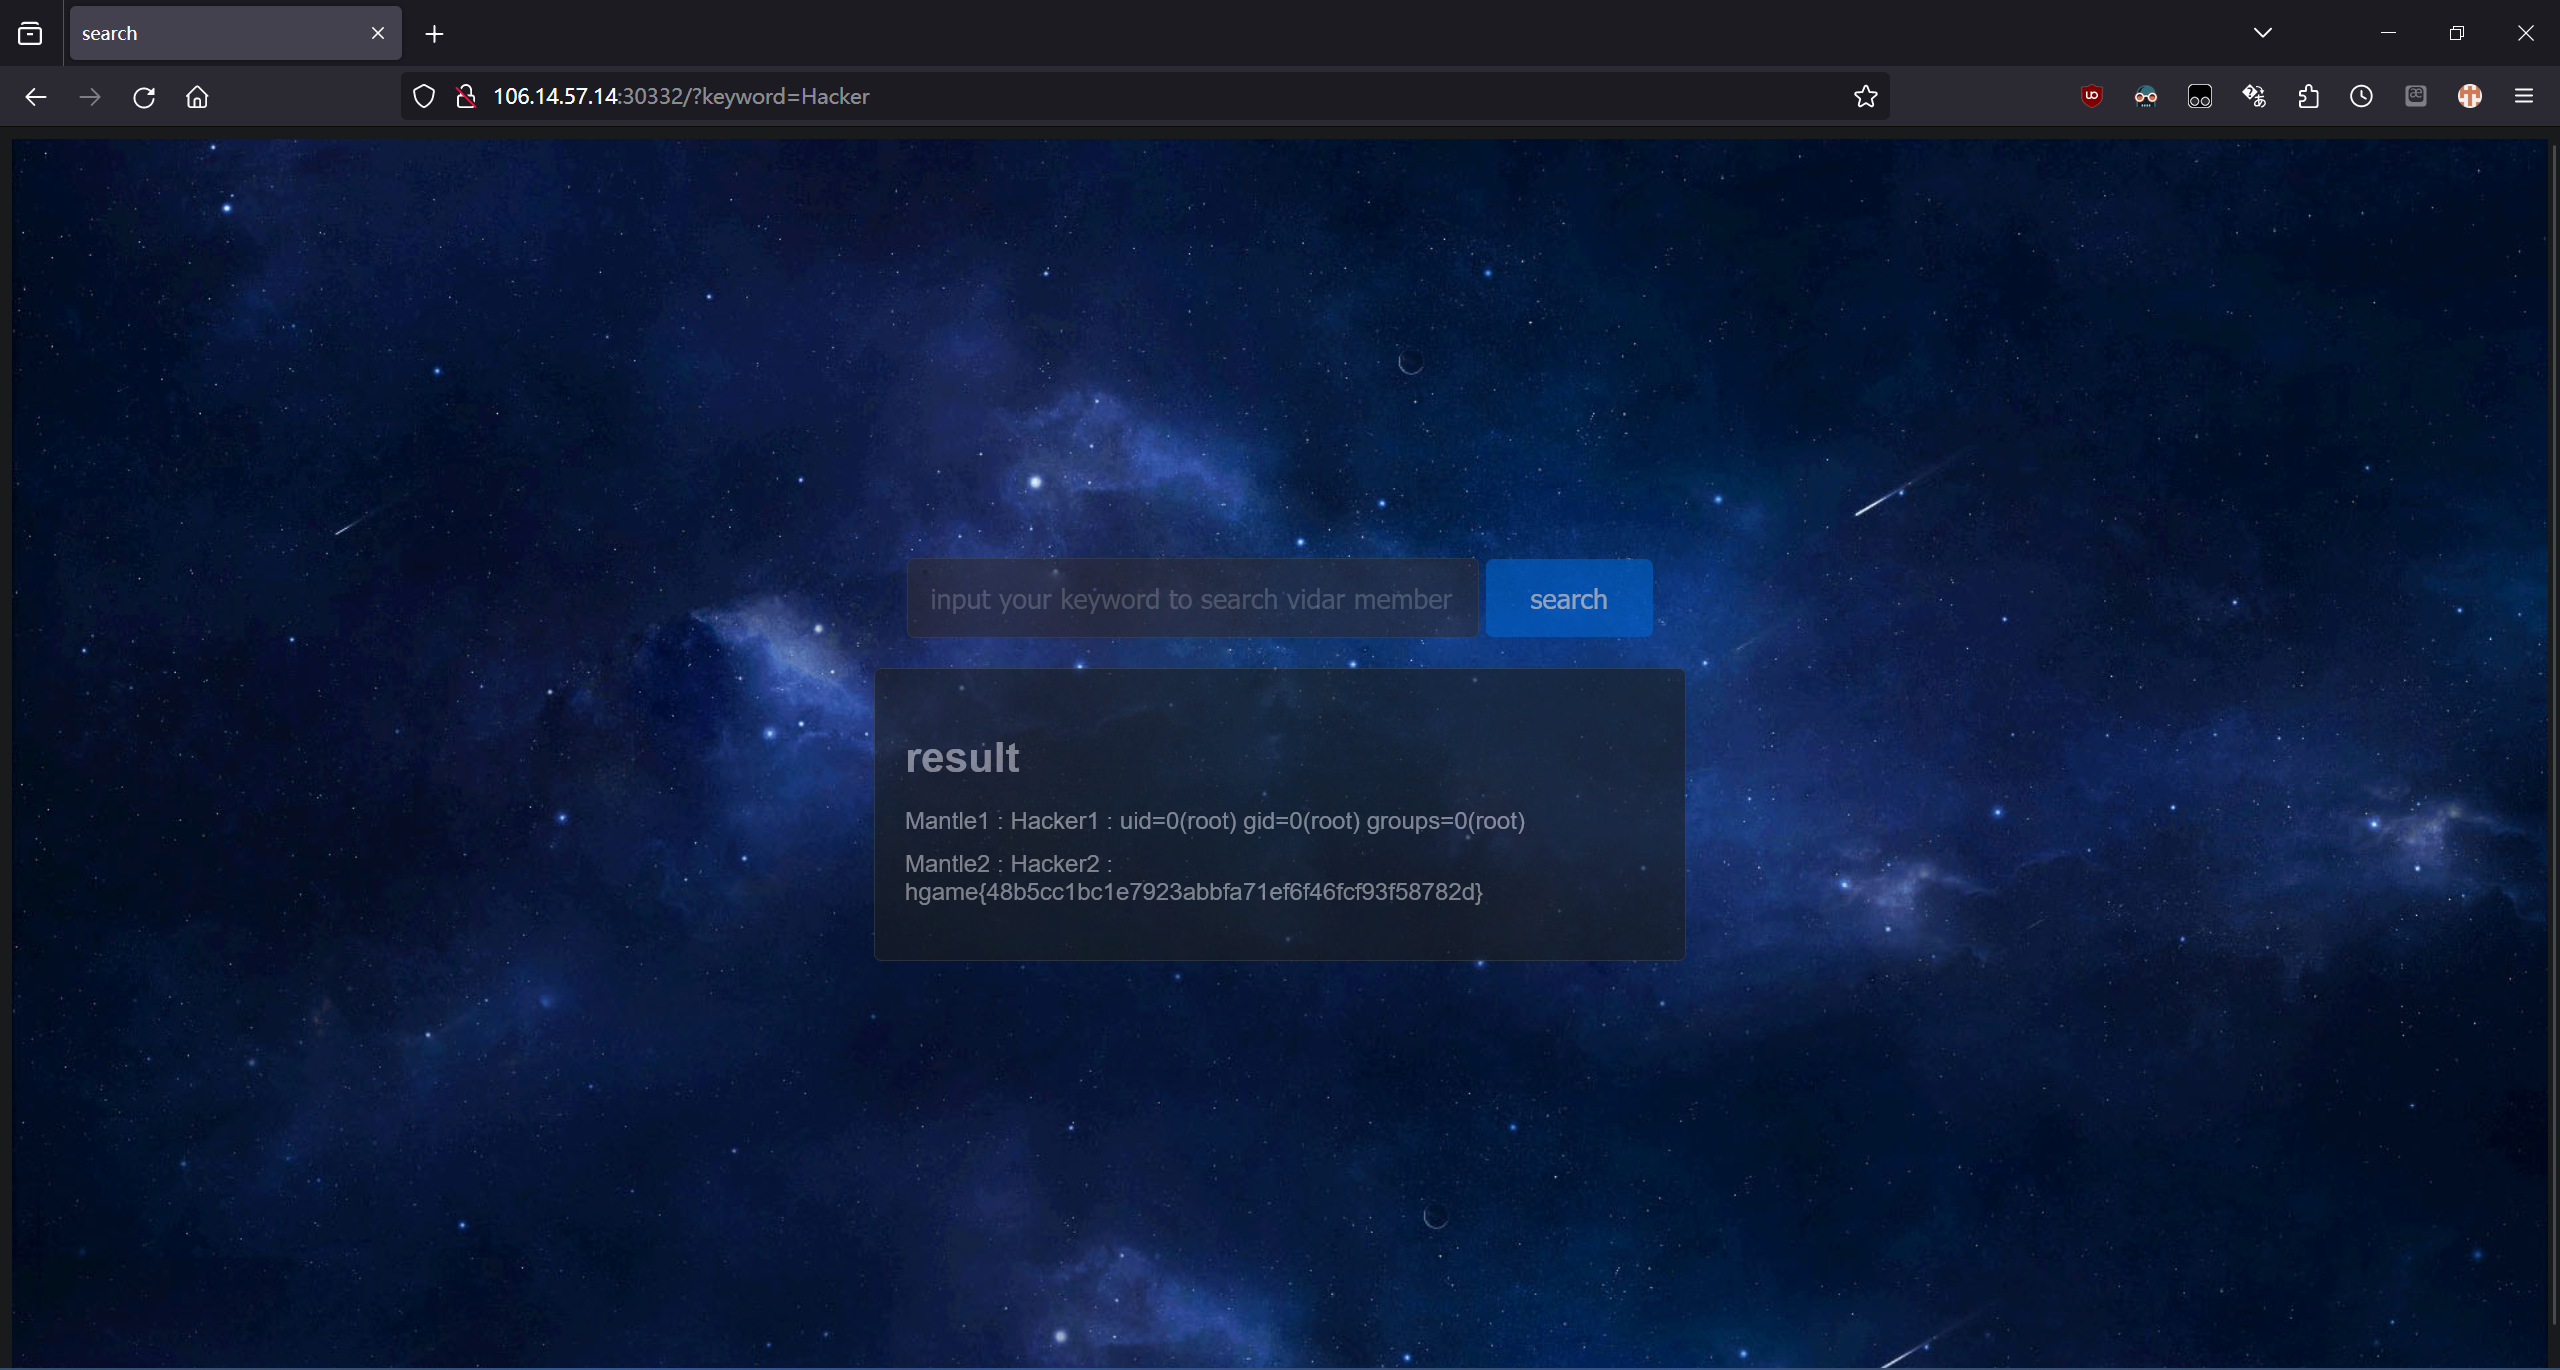 search
106.14.57.14:30332/?keyword=Hacker
input your keyword to search vidar member
search
result
Mantle1 : Hacker1 : uid=0(root) gid=0(root) groups=0(root)
Mantle2 : Hacker2 :
hgame{48b5cc1bc1e7923abbfa71ef6f46fcf93f58782d}